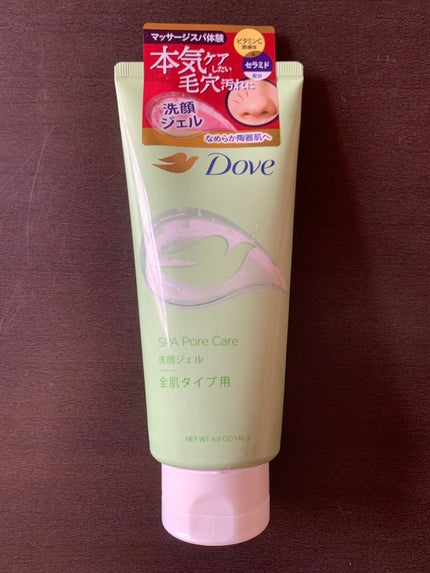 マッサージスパ体験
ビタミンC
誘導体
本気ケア
したい
毛穴汚れに
セラミド
配合
洗顔
ジェル
なめらか陶器肌へ
Dove
SPA Pore Care
洗顔ジェル
全肌タイプ用
NET WT 4.9 OZ/140 g